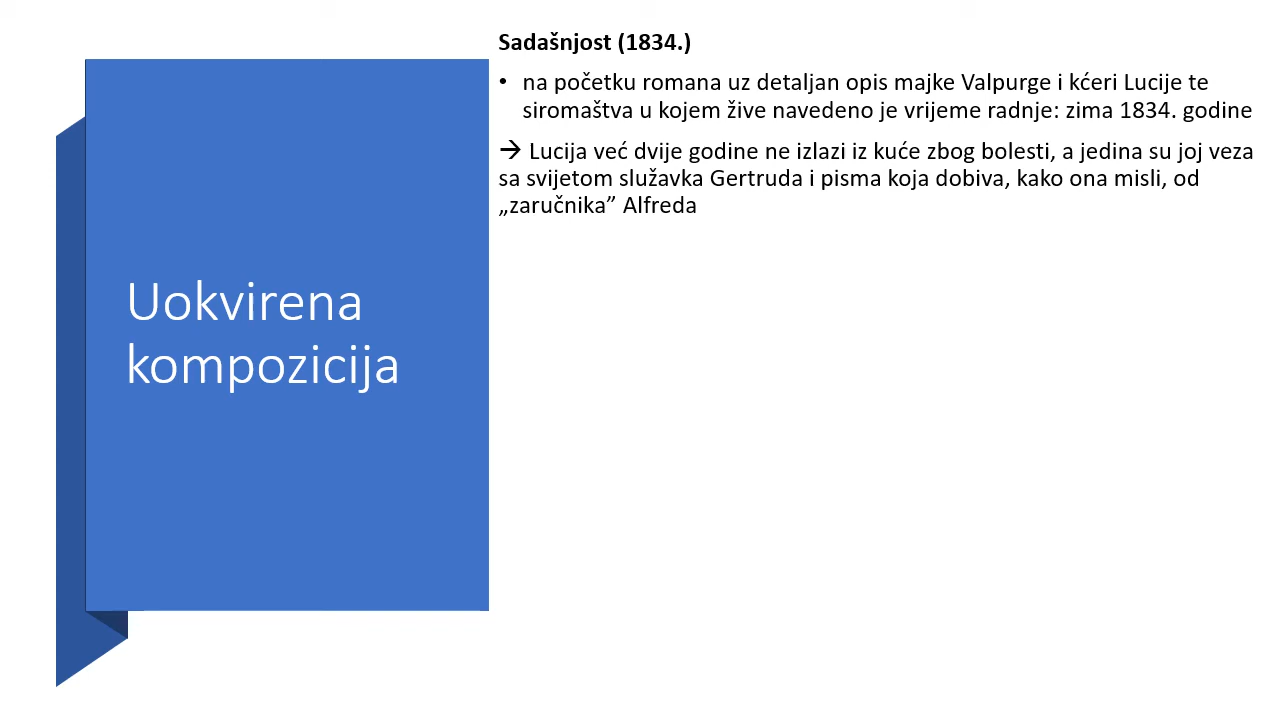 Uokvirena
kompozicija
Sadašnjost (1834.)
• na početku romana uz detaljan opis majke Valpurge i kćeri Lucije te
siromaštva u kojem žive navedeno je vrijeme radnje: zima 1834. godine
→ Lucija već dvije godine ne izlazi iz kuće zbog bolesti, a jedina su joj veza
sa svijetom služavka Gertruda i pisma koja dobiva, kako ona misli, od
„zaručnika” Alfreda